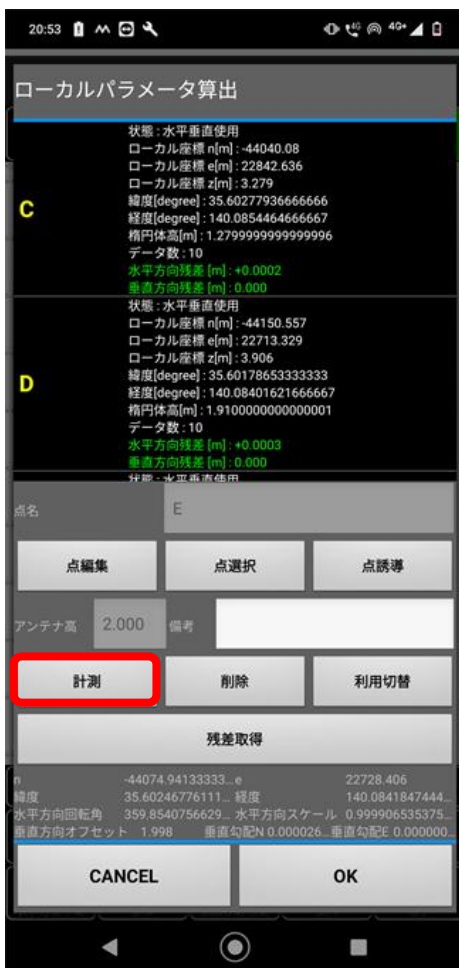 20:53
4G+
ローカルパラメータ算出
C
状態 : 水平垂直使用
ローカル座標 n[m] : -44040.08
ローカル座標 e[m] : 22842.636
ローカル座標 z[m] : 3.279
緯度[degree] : 35.60277936666666
経度[degree] : 140.0854464666667
楕円体高[m] : 1.2799999999999996
データ数 : 10
水平方向残差 [m] : +0.0002
垂直方向残差 [m] : 0.000
D
状態 : 水平垂直使用
ローカル座標 n[m] : -44150.557
ローカル座標 e[m] : 22713.329
ローカル座標 z[m] : 3.906
緯度[degree] : 35.60178653333333
経度[degree] : 140.08401621666667
楕円体高[m] : 1.9100000000000001
データ数 : 10
水平方向残差 [m] : +0.0003
垂直方向残差 [m] : 0.000
状態 : 水平垂直使用
点名 E
点編集 点選択 点誘導
アンテナ高 2.000 備考
計測 削除 利用切替
残差取得
n -44074.94133333... e 22728.406
緯度 35.60246776111... 経度 140.0841847444...
水平方向回転角 359.8540756629... 水平方向スケール 0.999906535375...
垂直方向オフセット 1.998 垂直勾配N 0.000026... 垂直勾配E 0.000000...
CANCEL OK